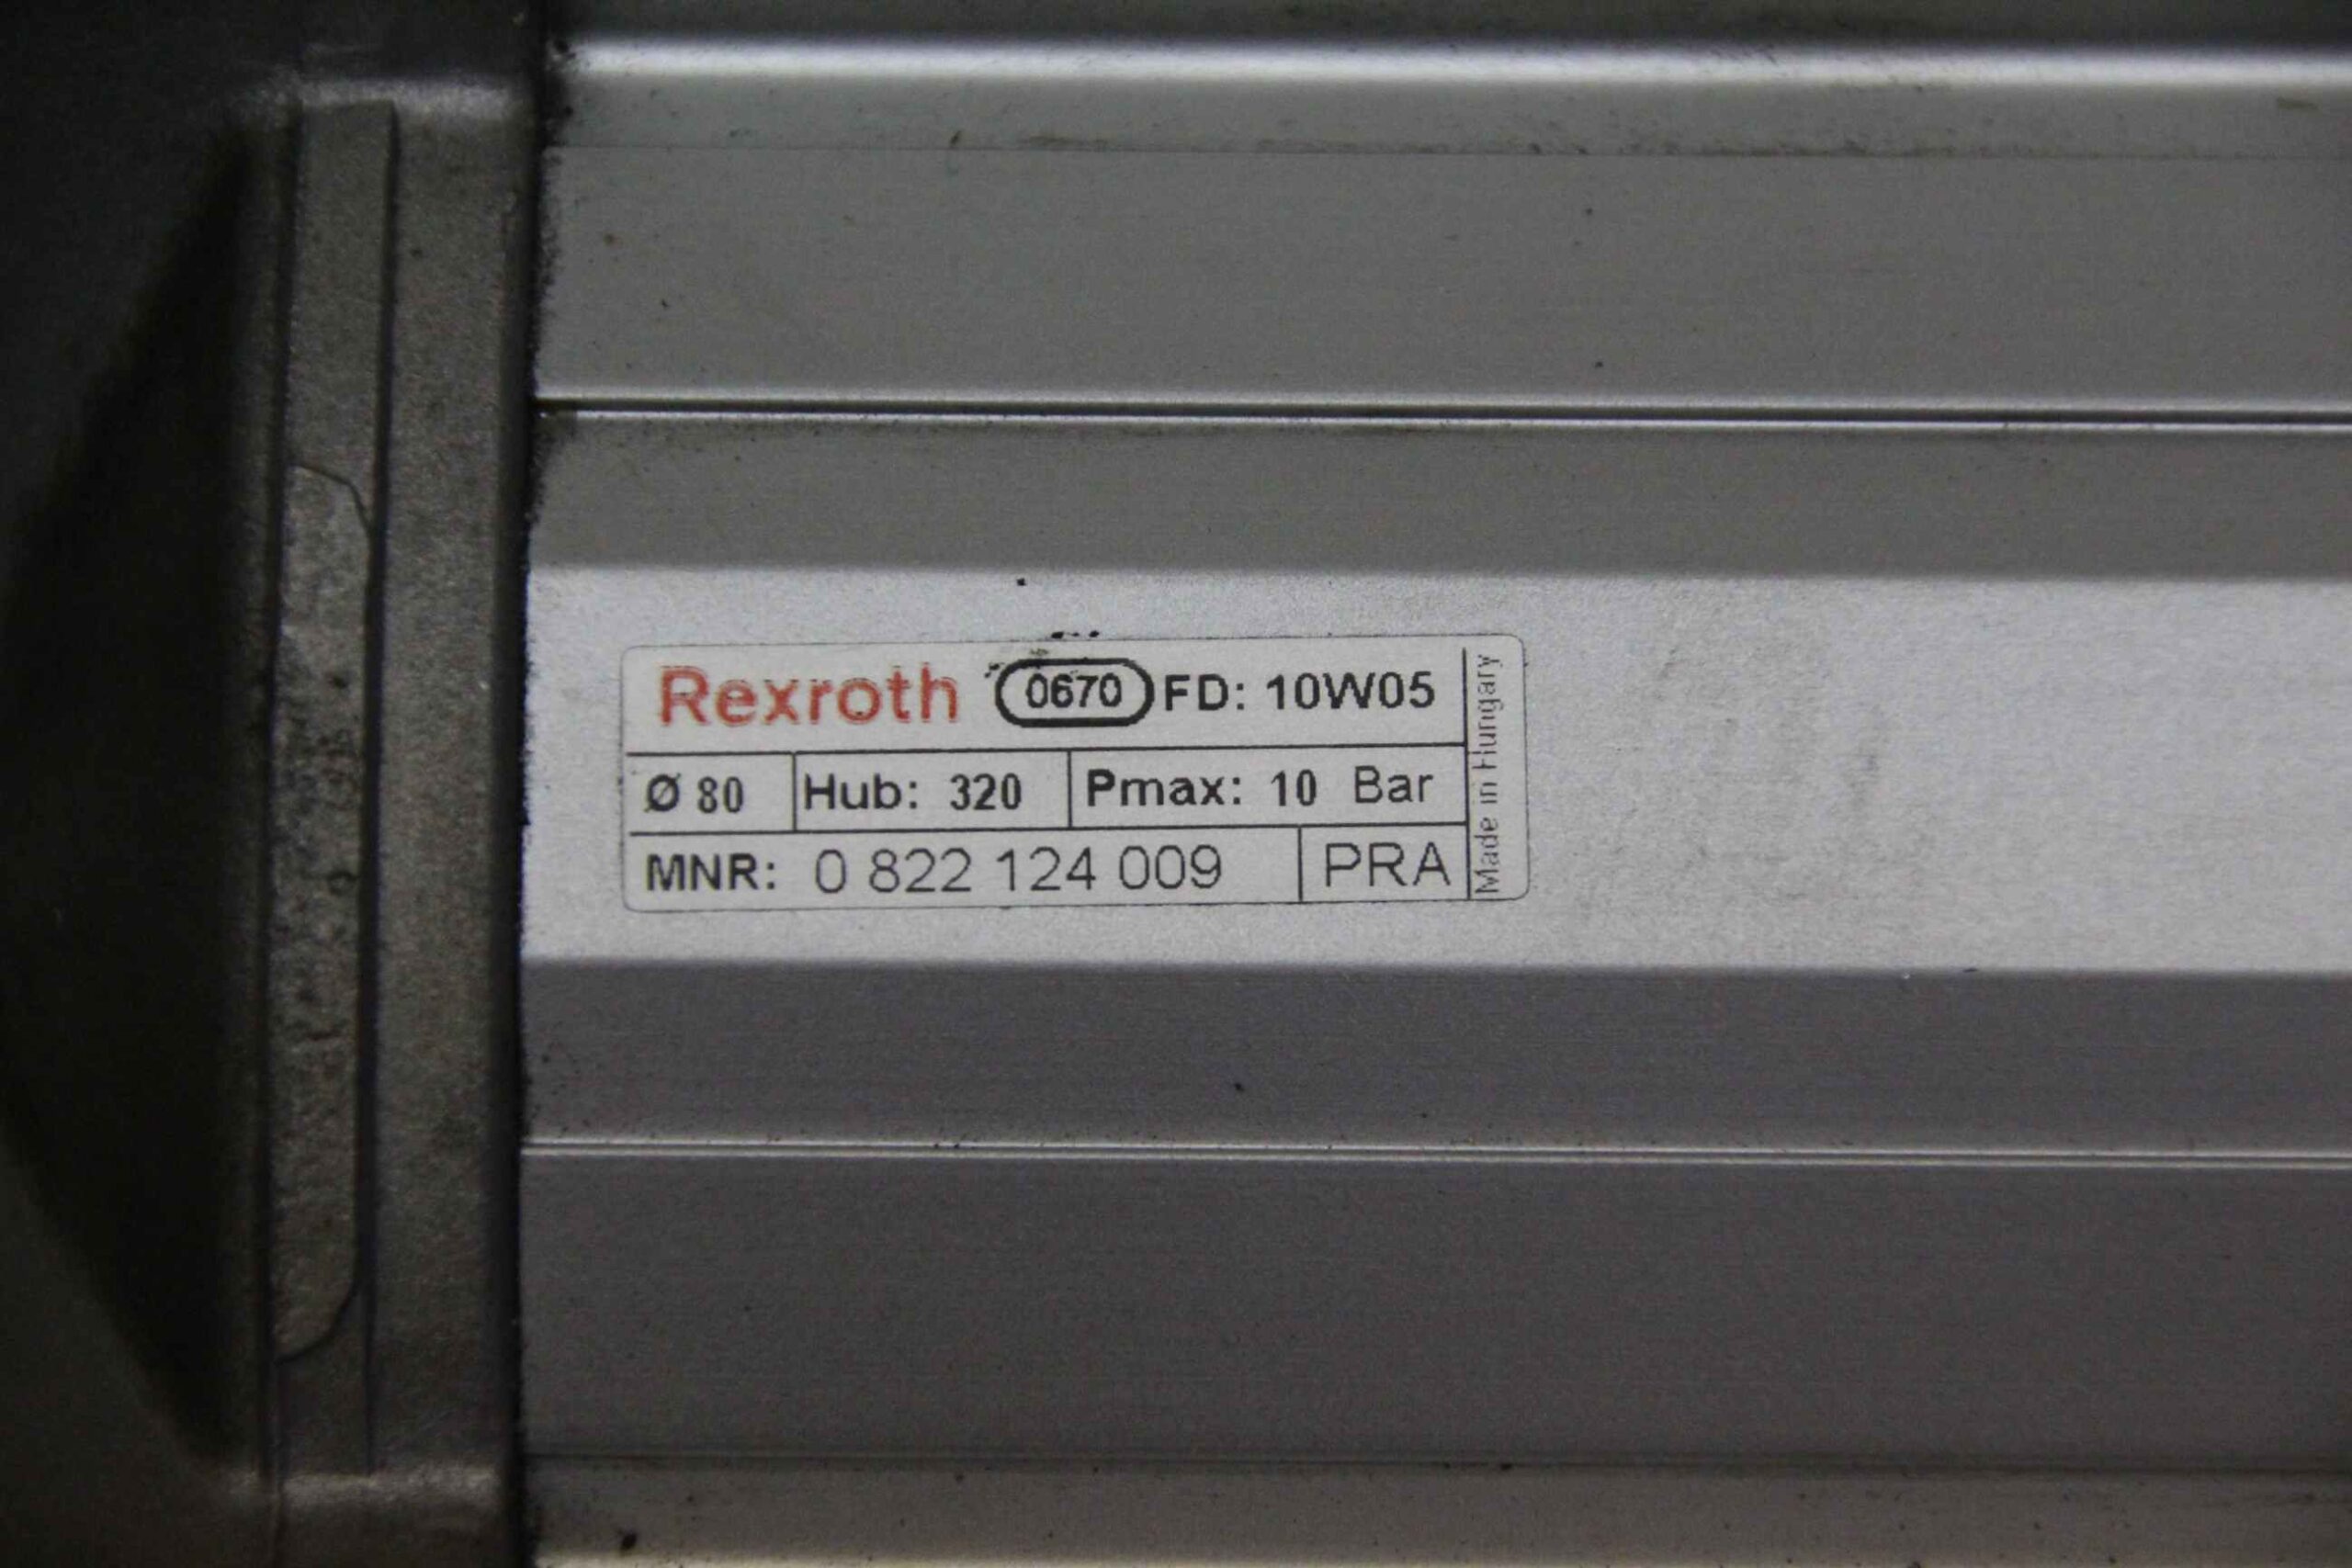 Rexroth 0670 FD: 10W05
Ø 80 Hub: 320 Pmax: 10 Bar
MNR: 0 822 124 009 PRA
Made in Hungary